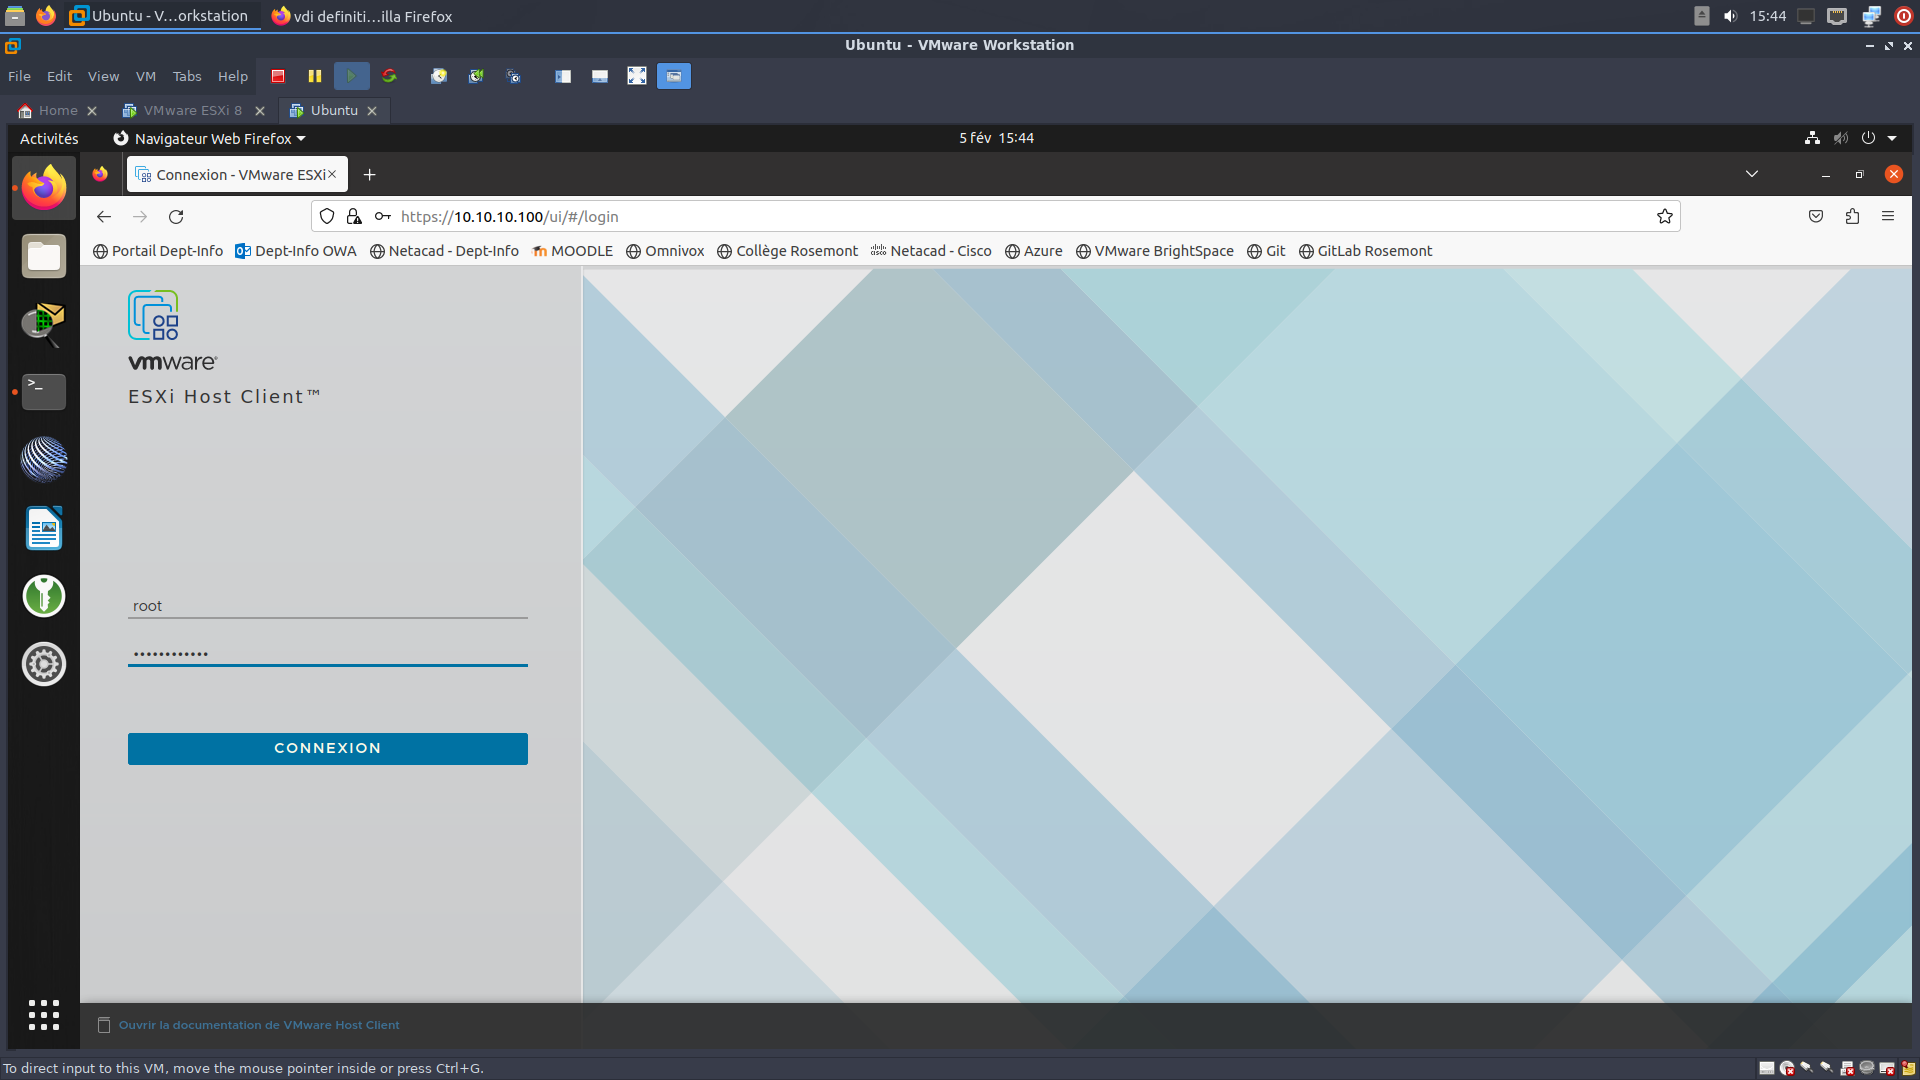 Ubuntu - V...orkstation
vdi definiti...illa Firefox
15:44
Ubuntu - VMware Workstation
File Edit View VM Tabs Help
Home
VMware ESXi 8
Ubuntu
Activités
Navigateur Web Firefox
5 fév 15:44
Connexion - VMware ESXi
https://10.10.10.100/ui/#/login
Portail Dept-Info
Dept-Info OWA
Netacad - Dept-Info
MOODLE
Omnivox
Collège Rosemont
Netacad - Cisco
Azure
VMware BrightSpace
Git
GitLab Rosemont
vmware®
ESXi Host Client™
root
••••••••••••
CONNEXION
Ouvrir la documentation de VMware Host Client
To direct input to this VM, move the mouse pointer inside or press Ctrl+G.